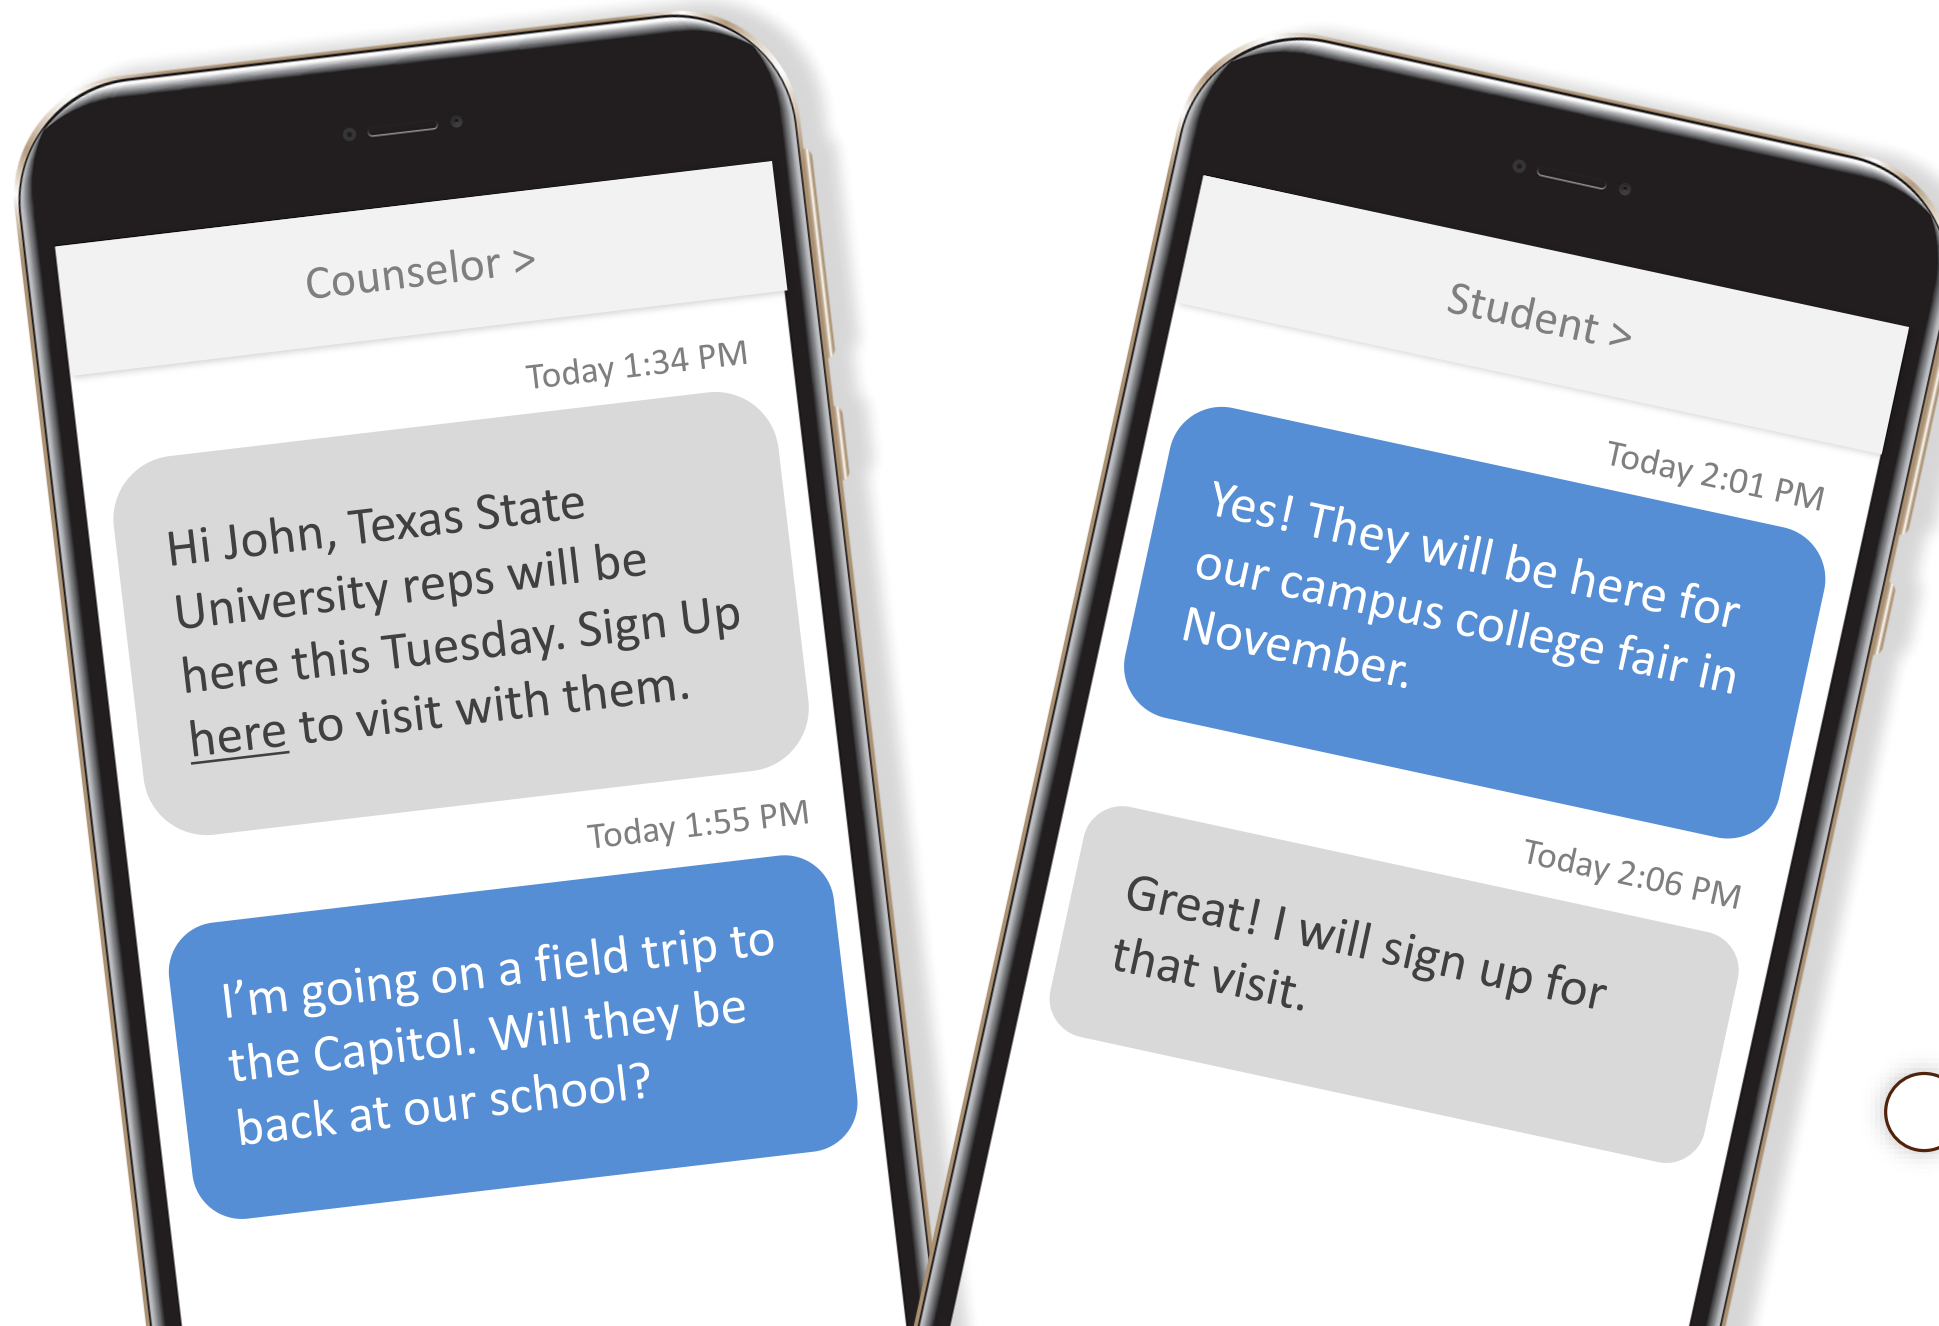 Counselor >
Today 1:34 PM
Hi John, Texas State
University reps will be
here this Tuesday. Sign Up
here to visit with them.
Today 1:55 PM
I’m going on a field trip to
the Capitol. Will they be
back at our school?
Student >
Today 2:01 PM
Yes! They will be here for
our campus college fair in
November.
Today 2:06 PM
Great! I will sign up for
that visit.